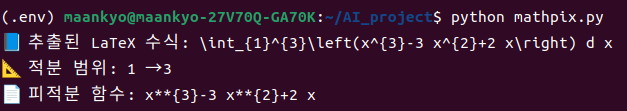 (.env) maankyo@maankyo-27V70Q-GA70K:~/AI_project$ python mathpix.py
📘 추출된 LaTeX 수식: \int_{1}^{3}\left(x^{3}-3 x^{2}+2 x\right) d x
📐 적분 범위: 1 →3
📄 피적분 함수: x**{3}-3 x**{2}+2 x